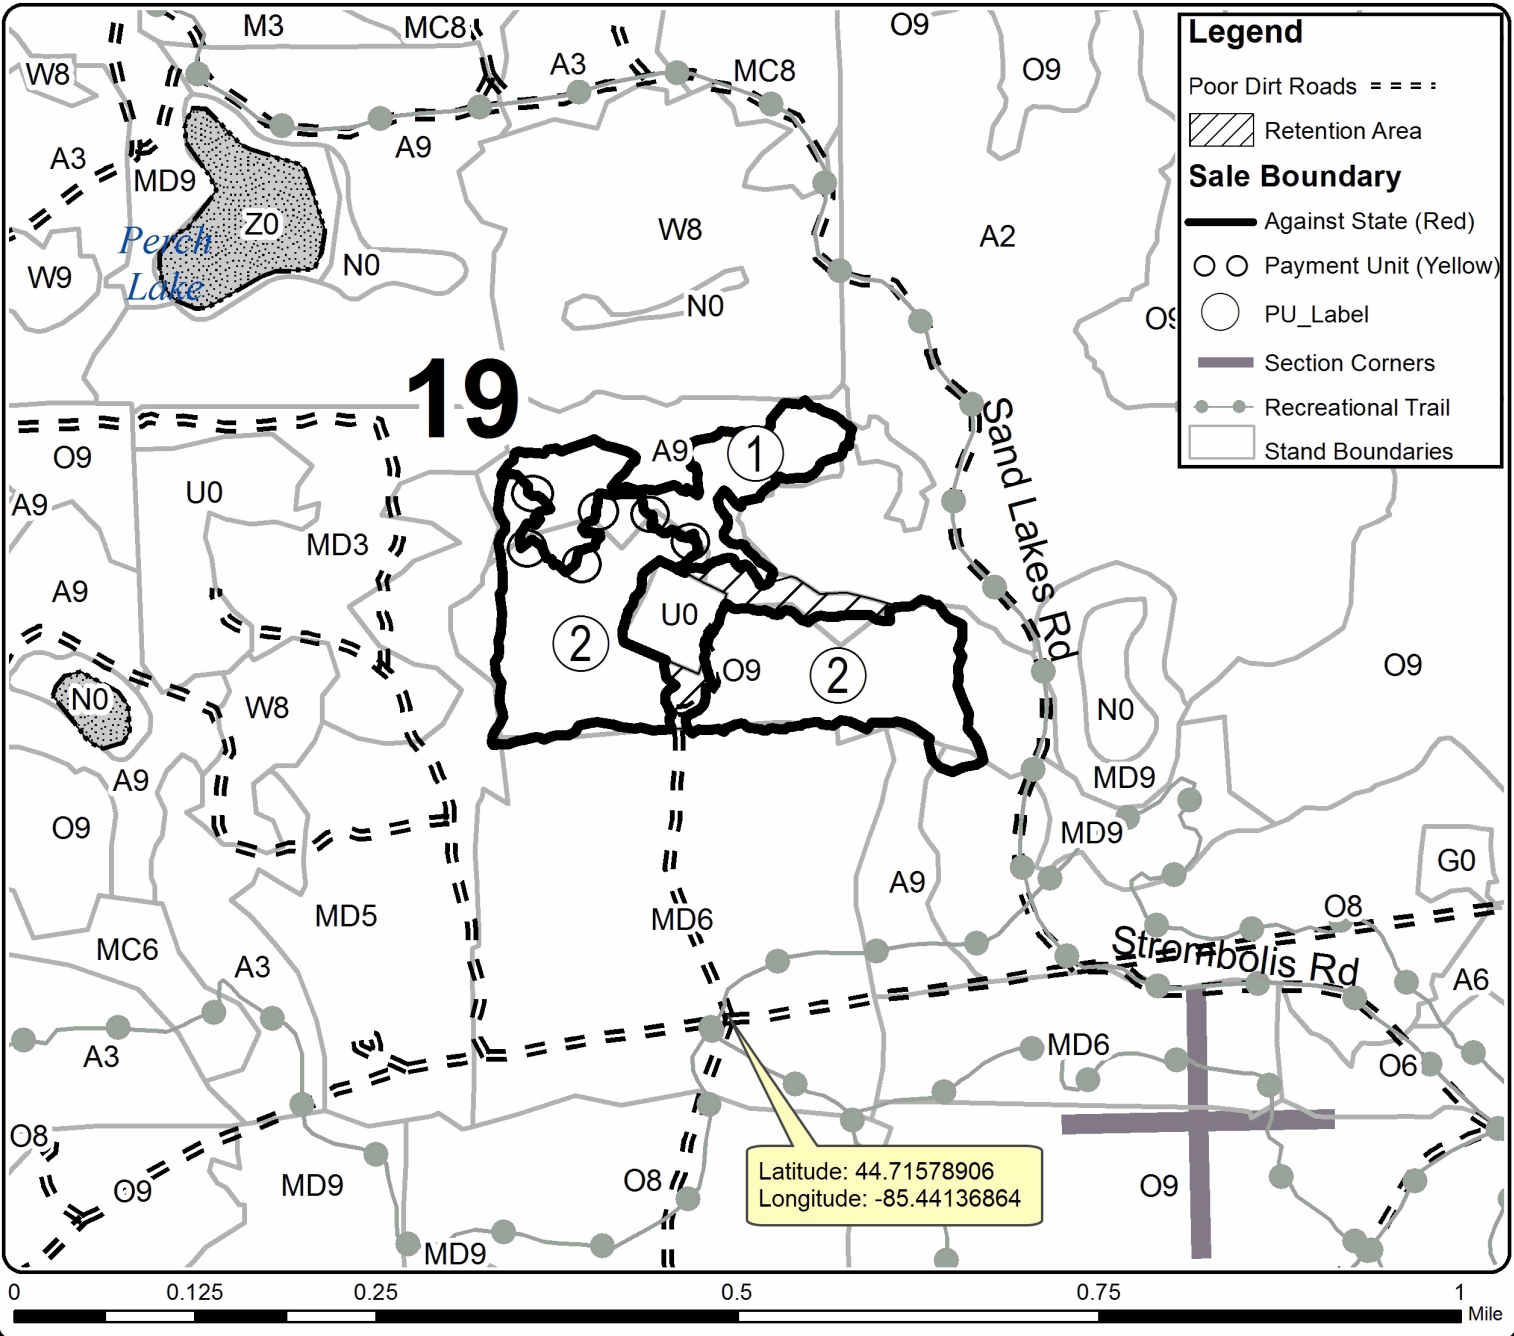 M3
MC8
O9
W8
A3
MC8
O9
A9
A3
MD9
Z0
W8
A2
Perch
Lake
N0
W9
N0
O9
19
Legend
Poor Dirt Roads
Retention Area
Sale Boundary
Against State (Red)
Payment Unit (Yellow)
PU_Label
Section Corners
Recreational Trail
Stand Boundaries
O9
A9
1
U0
A9
MD3
Sand Lakes Rd
A9
U0
2
O9
2
O9
N0
W8
N0
A9
MD9
O9
MD9
G0
A9
MD5
MD6
O8
MC6
A3
Strombolis Rd
A6
A3
MD6
O6
O8
O9
MD9
O8
Latitude: 44.71578906
Longitude: -85.44136864
O9
MD9
0
0.125
0.25
0.5
0.75
1
Mile